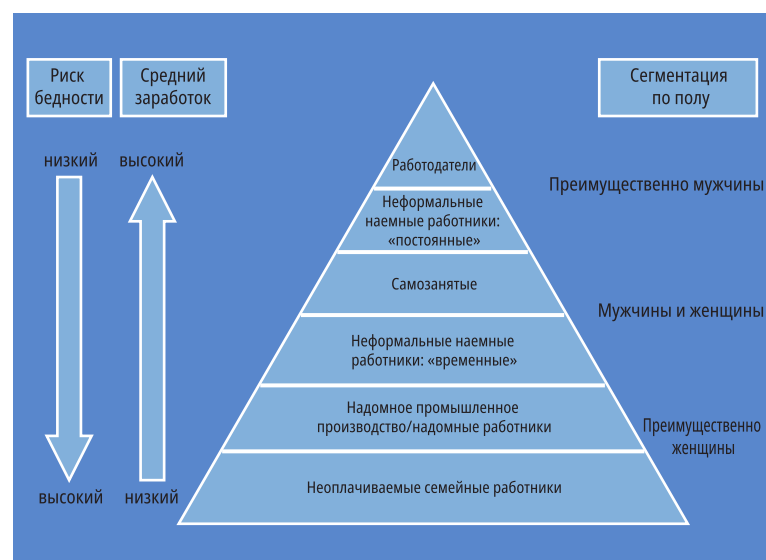 Риск
бедности
Средний
заработок
Сегментация
по полу
низкий
высокий
Работодатели
Преимущественно мужчины
Неформальные
наемные работники:
«постоянные»
Самозанятые
Мужчины и женщины
Неформальные наемные
работники: «временные»
Надомное промышленное
производство/надомные работники
Преимущественно
женщины
Неоплачиваемые семейные работники
высокий
низкий